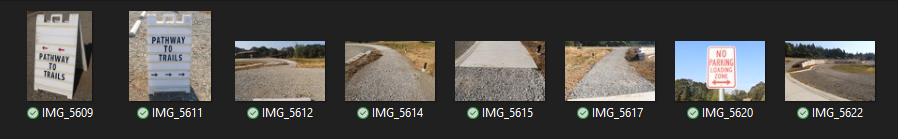 PATHWAY
TO
TRAILS
PATHWAY
TO
TRAILS
NO
PARKING
LOADING
ZONE
IMG_5609
IMG_5611
IMG_5612
IMG_5614
IMG_5615
IMG_5617
IMG_5620
IMG_5622